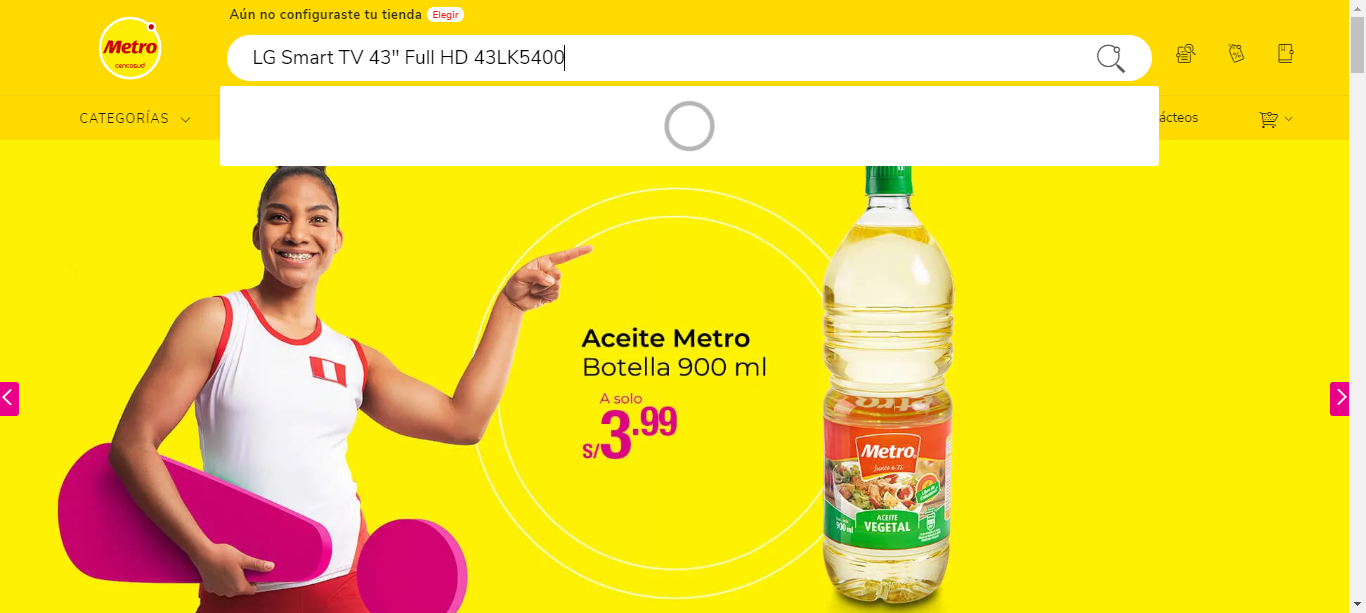 Aún no configuraste tu tienda Elegir
Metro
cencosud
LG Smart TV 43" Full HD 43LK5400
CATEGORÍAS
ácteos
Aceite Metro
Botella 900 ml
A solo
S/3.99
Metro
Junto a Ti
ACEITE
VEGETAL
900 ml